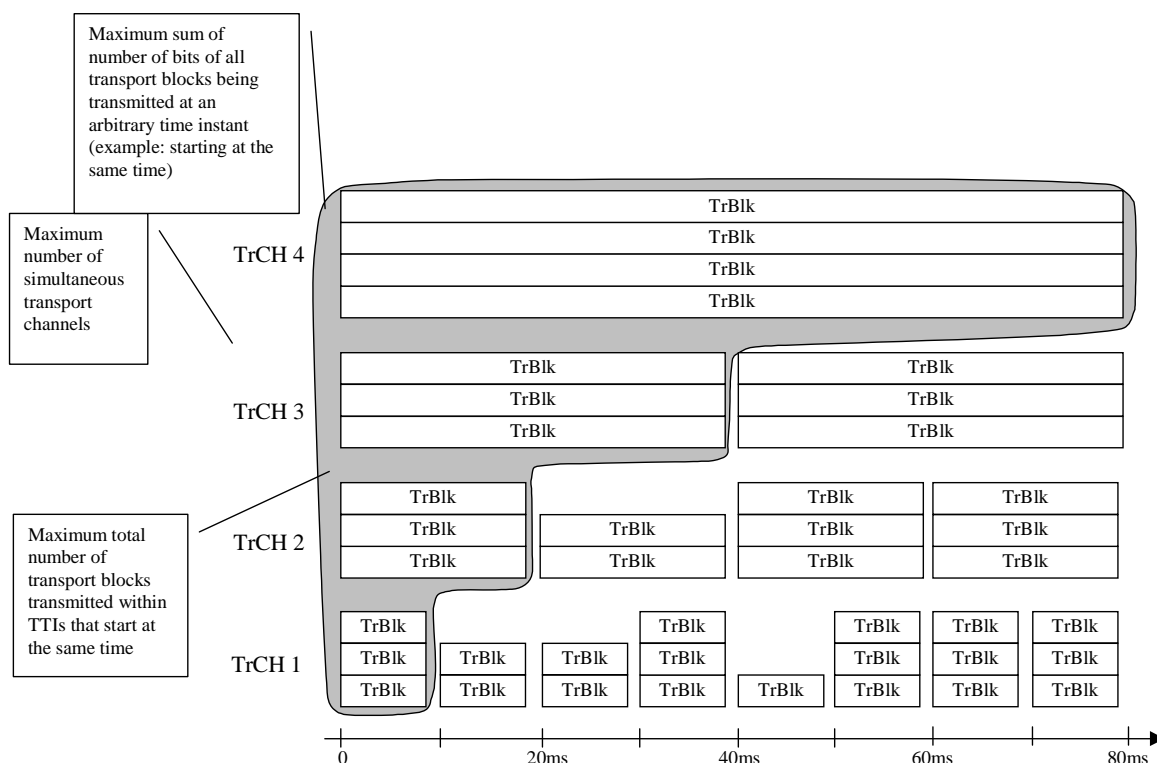 Maximum sum of
number of bits of all
transport blocks being
transmitted at an
arbitrary time instant
(example: starting at the
same time)
Maximum
number of
simultaneous
transport
channels
Maximum total
number of
transport blocks
transmitted within
TTIs that start at
the same time
TrCH 4
TrBlk
TrBlk
TrBlk
TrBlk
TrCH 3
TrBlk TrBlk
TrBlk TrBlk
TrBlk TrBlk
TrCH 2
TrBlk TrBlk TrBlk
TrBlk TrBlk TrBlk TrBlk
TrBlk TrBlk TrBlk TrBlk
TrCH 1
TrBlk TrBlk TrBlk TrBlk TrBlk
TrBlk TrBlk TrBlk TrBlk TrBlk TrBlk TrBlk
TrBlk TrBlk TrBlk TrBlk TrBlk TrBlk TrBlk TrBlk
0 20ms 40ms 60ms 80ms